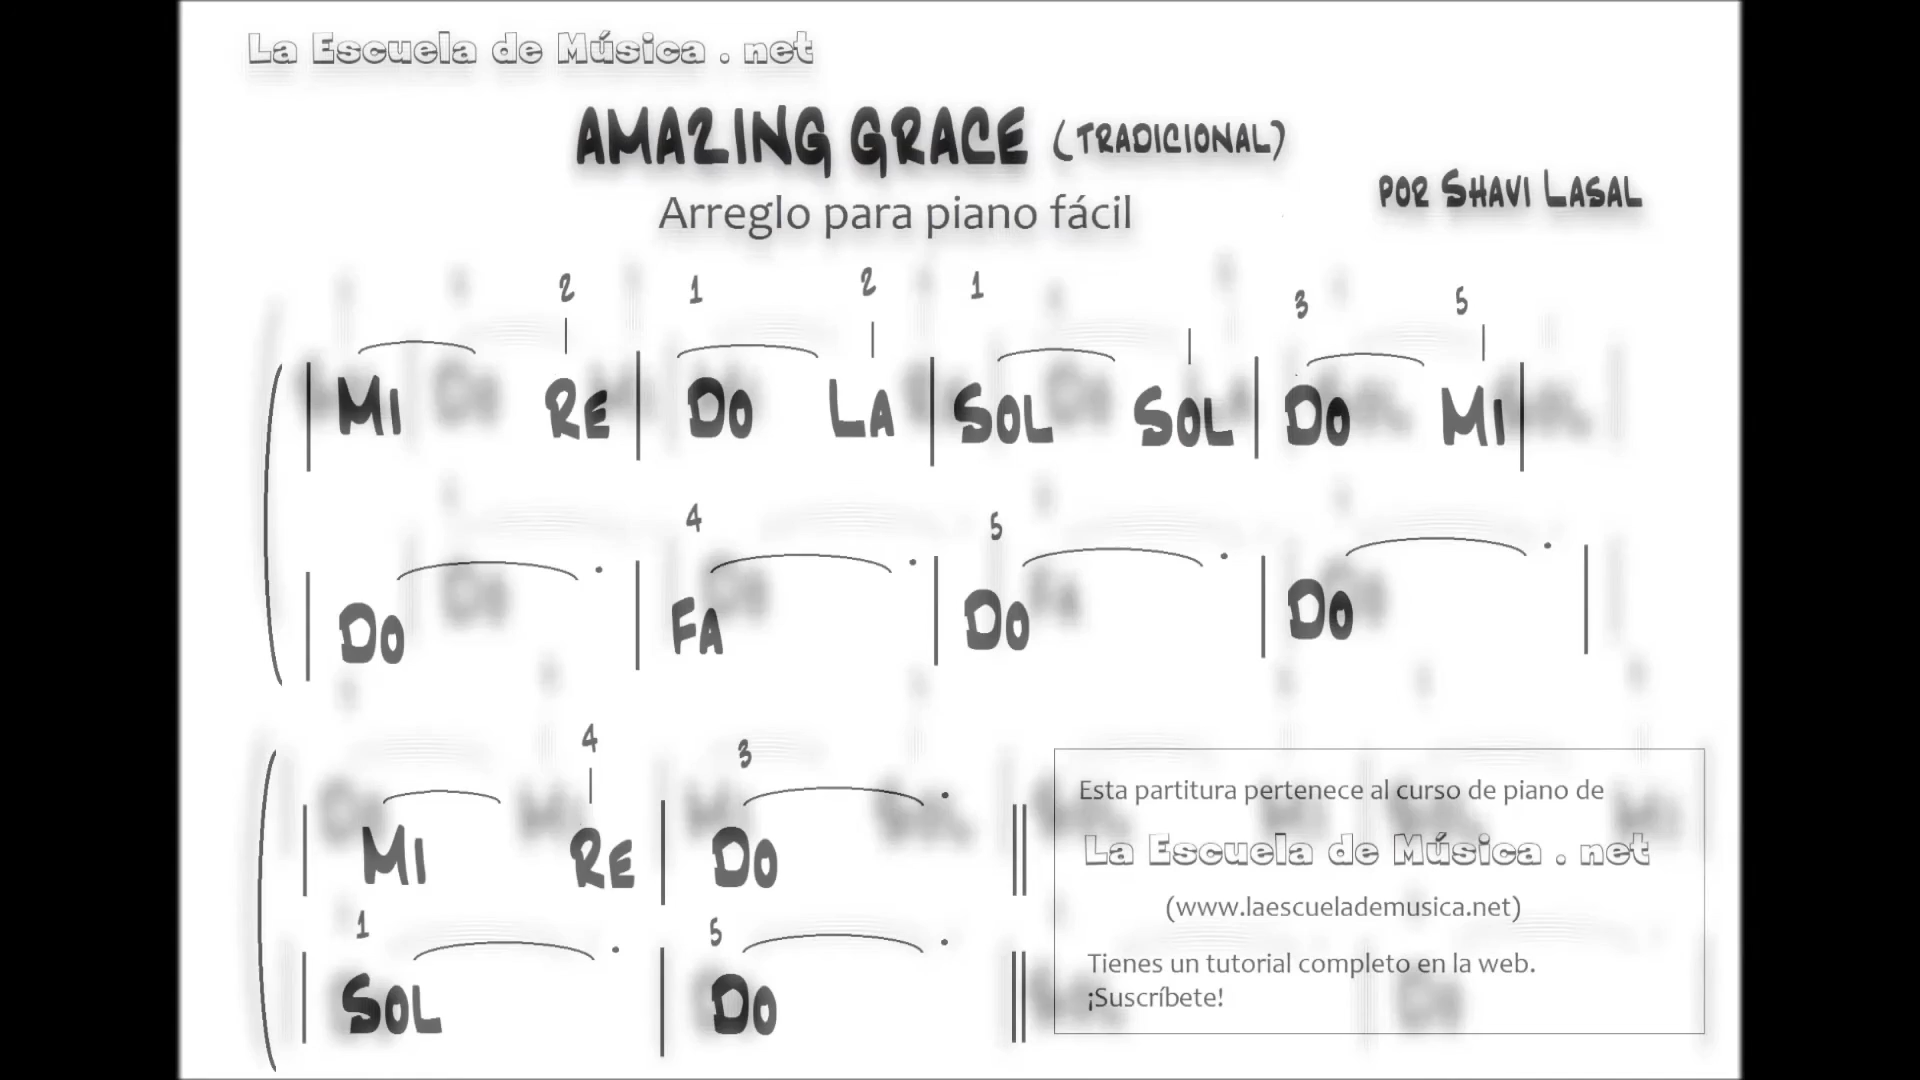 La Escuela de Música . net
AMAZING GRACE (TRADICIONAL)
Arreglo para piano fácil
POR SHAVI LASAL
2 1 2 1 3 5
MI RE DO LA SOL SOL DO MI
4 5
DO FA DO DO
4 3
MI RE DO
1 5
SOL DO
Esta partitura pertenece al curso de piano de
La Escuela de Música . net
(www.laescuelademusica.net)
Tienes un tutorial completo en la web.
¡Suscríbete!